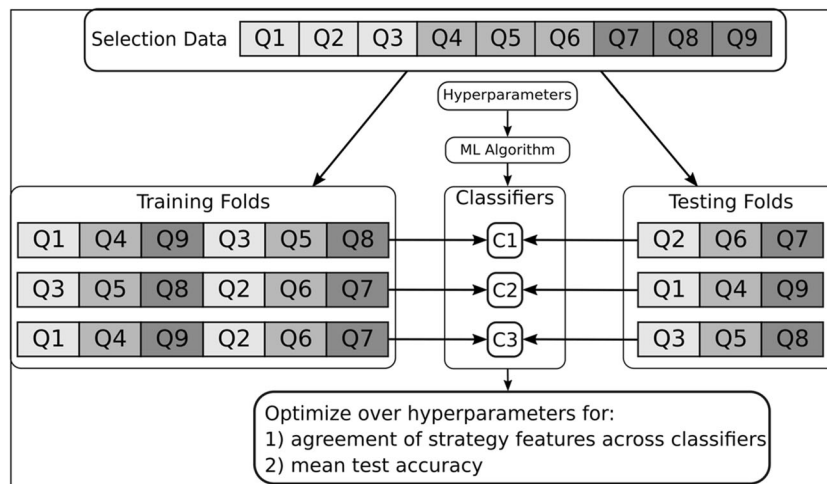 Selection Data Q1 Q2 Q3 Q4 Q5 Q6 Q7 Q8 Q9
Hyperparameters
ML Algorithm
Training Folds
Q1 Q4 Q9 Q3 Q5 Q8
Q3 Q5 Q8 Q2 Q6 Q7
Q1 Q4 Q9 Q2 Q6 Q7
Classifiers
C1
C2
C3
Testing Folds
Q2 Q6 Q7
Q1 Q4 Q9
Q3 Q5 Q8
Optimize over hyperparameters for:
1) agreement of strategy features across classifiers
2) mean test accuracy